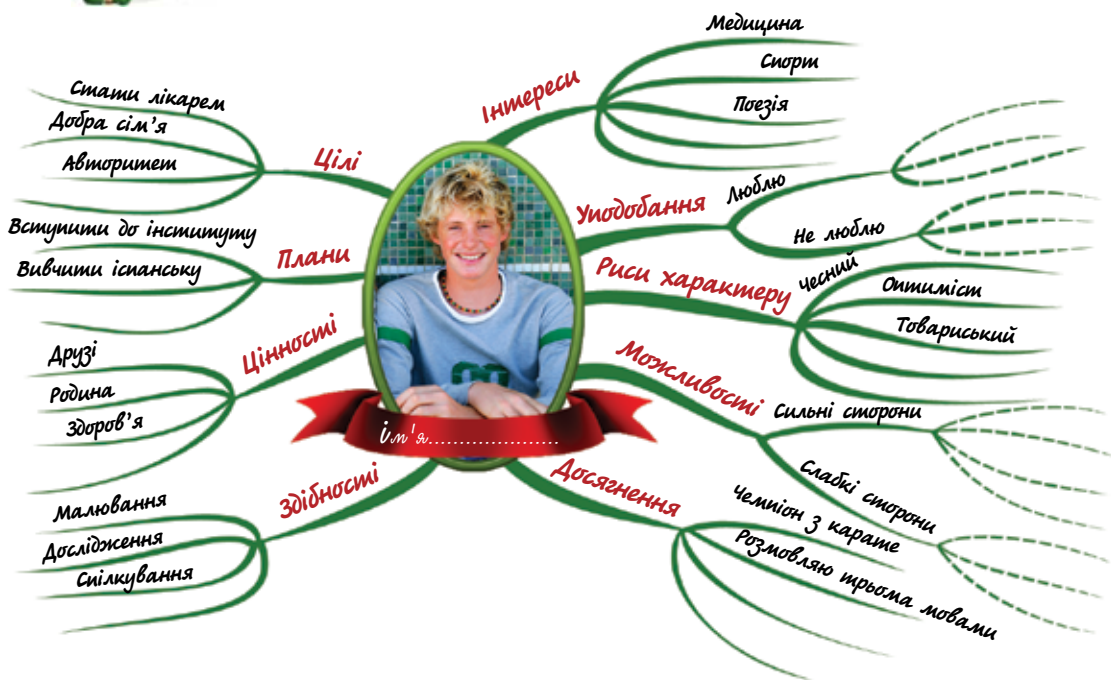 Інтереси
Медицина
Спорт
Поезія
Уподобання
Люблю
Не люблю
Риси характеру
Чесний
Оптиміст
Товариський
Можливості
Сильні сторони
Слабкі сторони
Досягнення
Чемпіон з карате
Розмовляю трьома мовами
Цілі
Стати лікарем
Добра сім'я
Авторитет
Плани
Вступити до інституту
Вивчити іспанську
Цінності
Друзі
Родина
Здоров'я
Здібності
Малювання
Дослідження
Спілкування
Ім'я......................